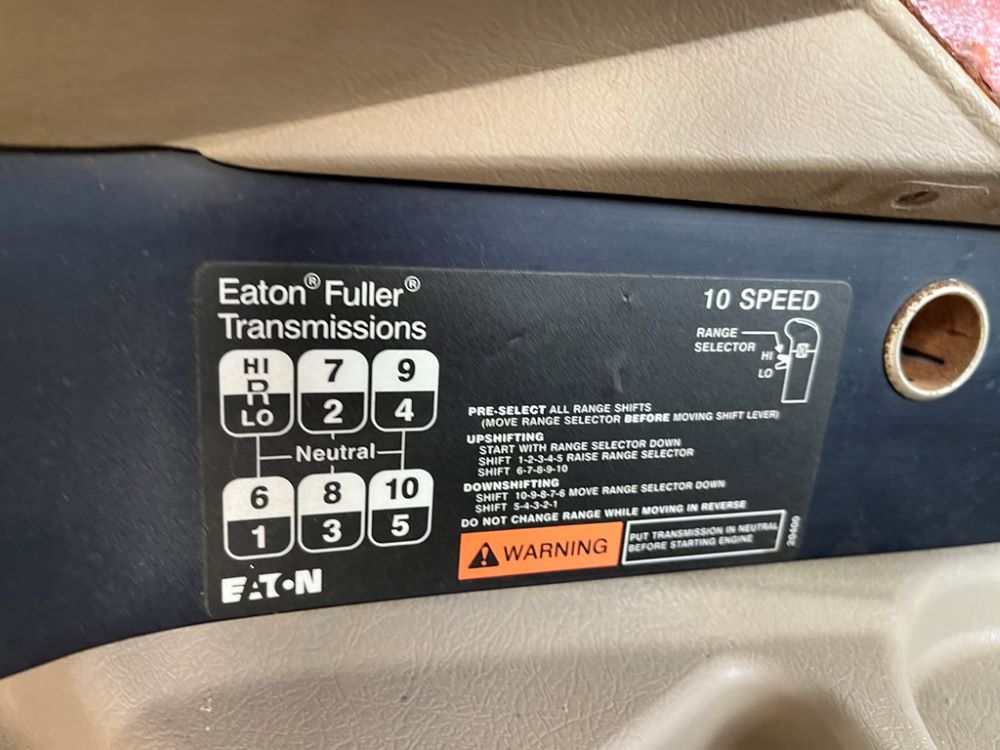 Eaton® Fuller®
Transmissions
HI
R
LO
7
2
9
4
Neutral
6
1
8
3
10
5
EATON
10 SPEED
RANGE
SELECTOR
HI
LO
PRE-SELECT ALL RANGE SHIFTS
(MOVE RANGE SELECTOR BEFORE MOVING SHIFT LEVER)
UPSHIFTING
START WITH RANGE SELECTOR DOWN
SHIFT 1-2-3-4-5 RAISE RANGE SELECTOR
SHIFT 6-7-8-9-10
DOWNSHIFTING
SHIFT 10-9-8-7-6 MOVE RANGE SELECTOR DOWN
SHIFT 5-4-3-2-1
DO NOT CHANGE RANGE WHILE MOVING IN REVERSE
WARNING
PUT TRANSMISSION IN NEUTRAL
BEFORE STARTING ENGINE